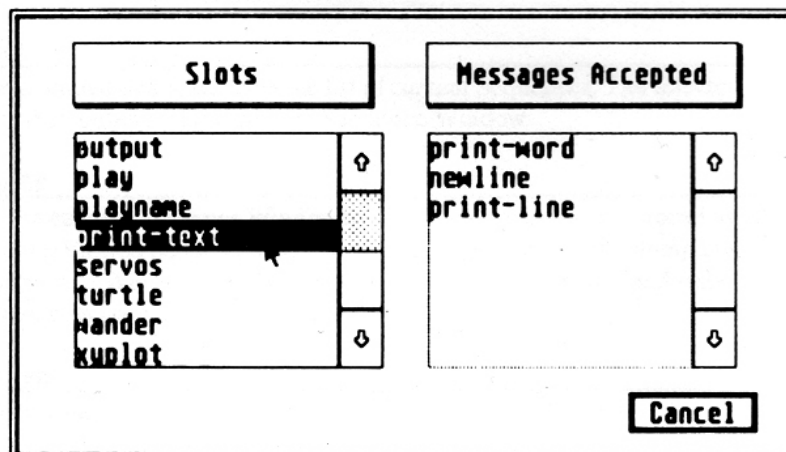 Slots
output
play
playname
print-text
servos
turtle
wander
xyplot
Messages Accepted
print-word
newline
print-line
Cancel